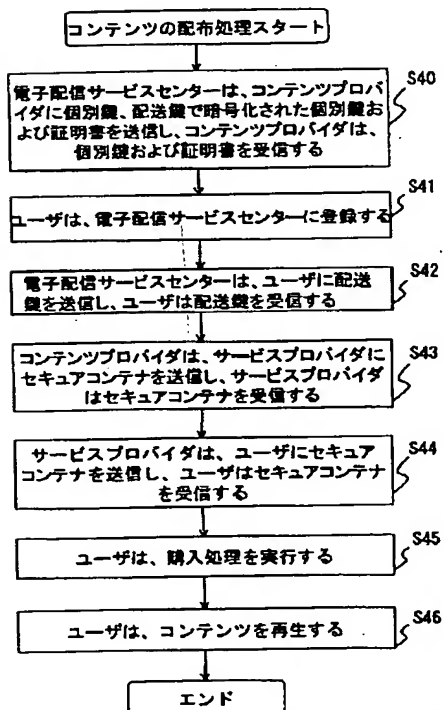 コンテンツの配布処理スタート
電子配信サービスセンターは、コンテンツプロバイ
ダに個別鍵、配送鍵で暗号化された個別鍵お
よび証明書を送信し、コンテンツプロバイダは、
個別鍵および証明書を受信する
S40
ユーザは、電子配信サービスセンターに登録する
S41
電子配信サービスセンターは、ユーザに配送
鍵を送信し、ユーザは配送鍵を受信する
S42
コンテンツプロバイダは、サービスプロバイダに
セキュアコンテナを送信し、サービスプロバイダ
はセキュアコンテナを受信する
S43
サービスプロバイダは、ユーザにセキュア
コンテナを送信し、ユーザはセキュアコンテナ
を受信する
S44
ユーザは、購入処理を実行する
S45
ユーザは、コンテンツを再生する
S46
エンド